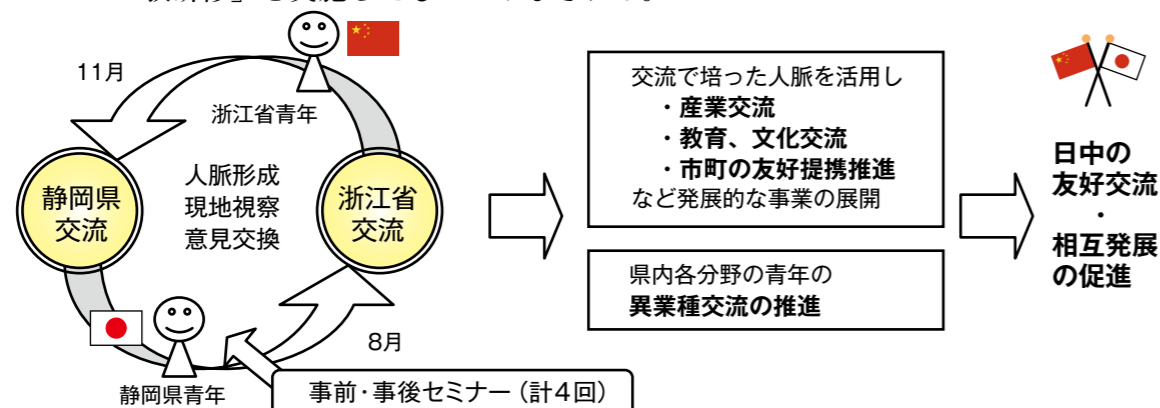 11月
浙江省青年
静岡県
交流
人脈形成
現地視察
意見交換
浙江省
交流
8月
静岡県青年
事前・事後セミナー（計4回）
交流で培った人脈を活用し
・産業交流
・教育、文化交流
・市町の友好提携推進
など発展的な事業の展開
県内各分野の青年の
異業種交流の推進
日中の
友好交流
・
相互発展
の促進